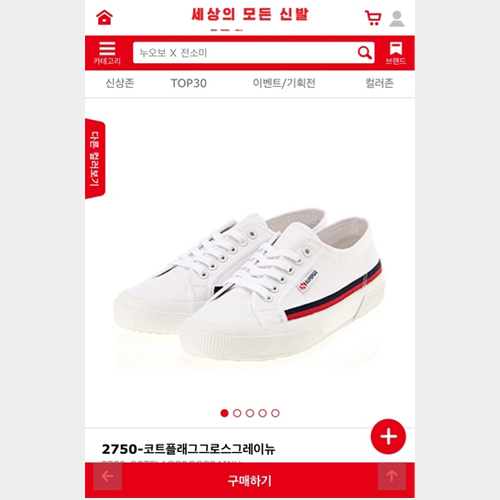 세상의 모든 신발
카테고리
누오보 X 전소미
브랜드
신상존 TOP30 이벤트/기획전 컬러존
다른 컬러보기
SUPERGA
2750-코트플래그그로스그레이뉴
구매하기